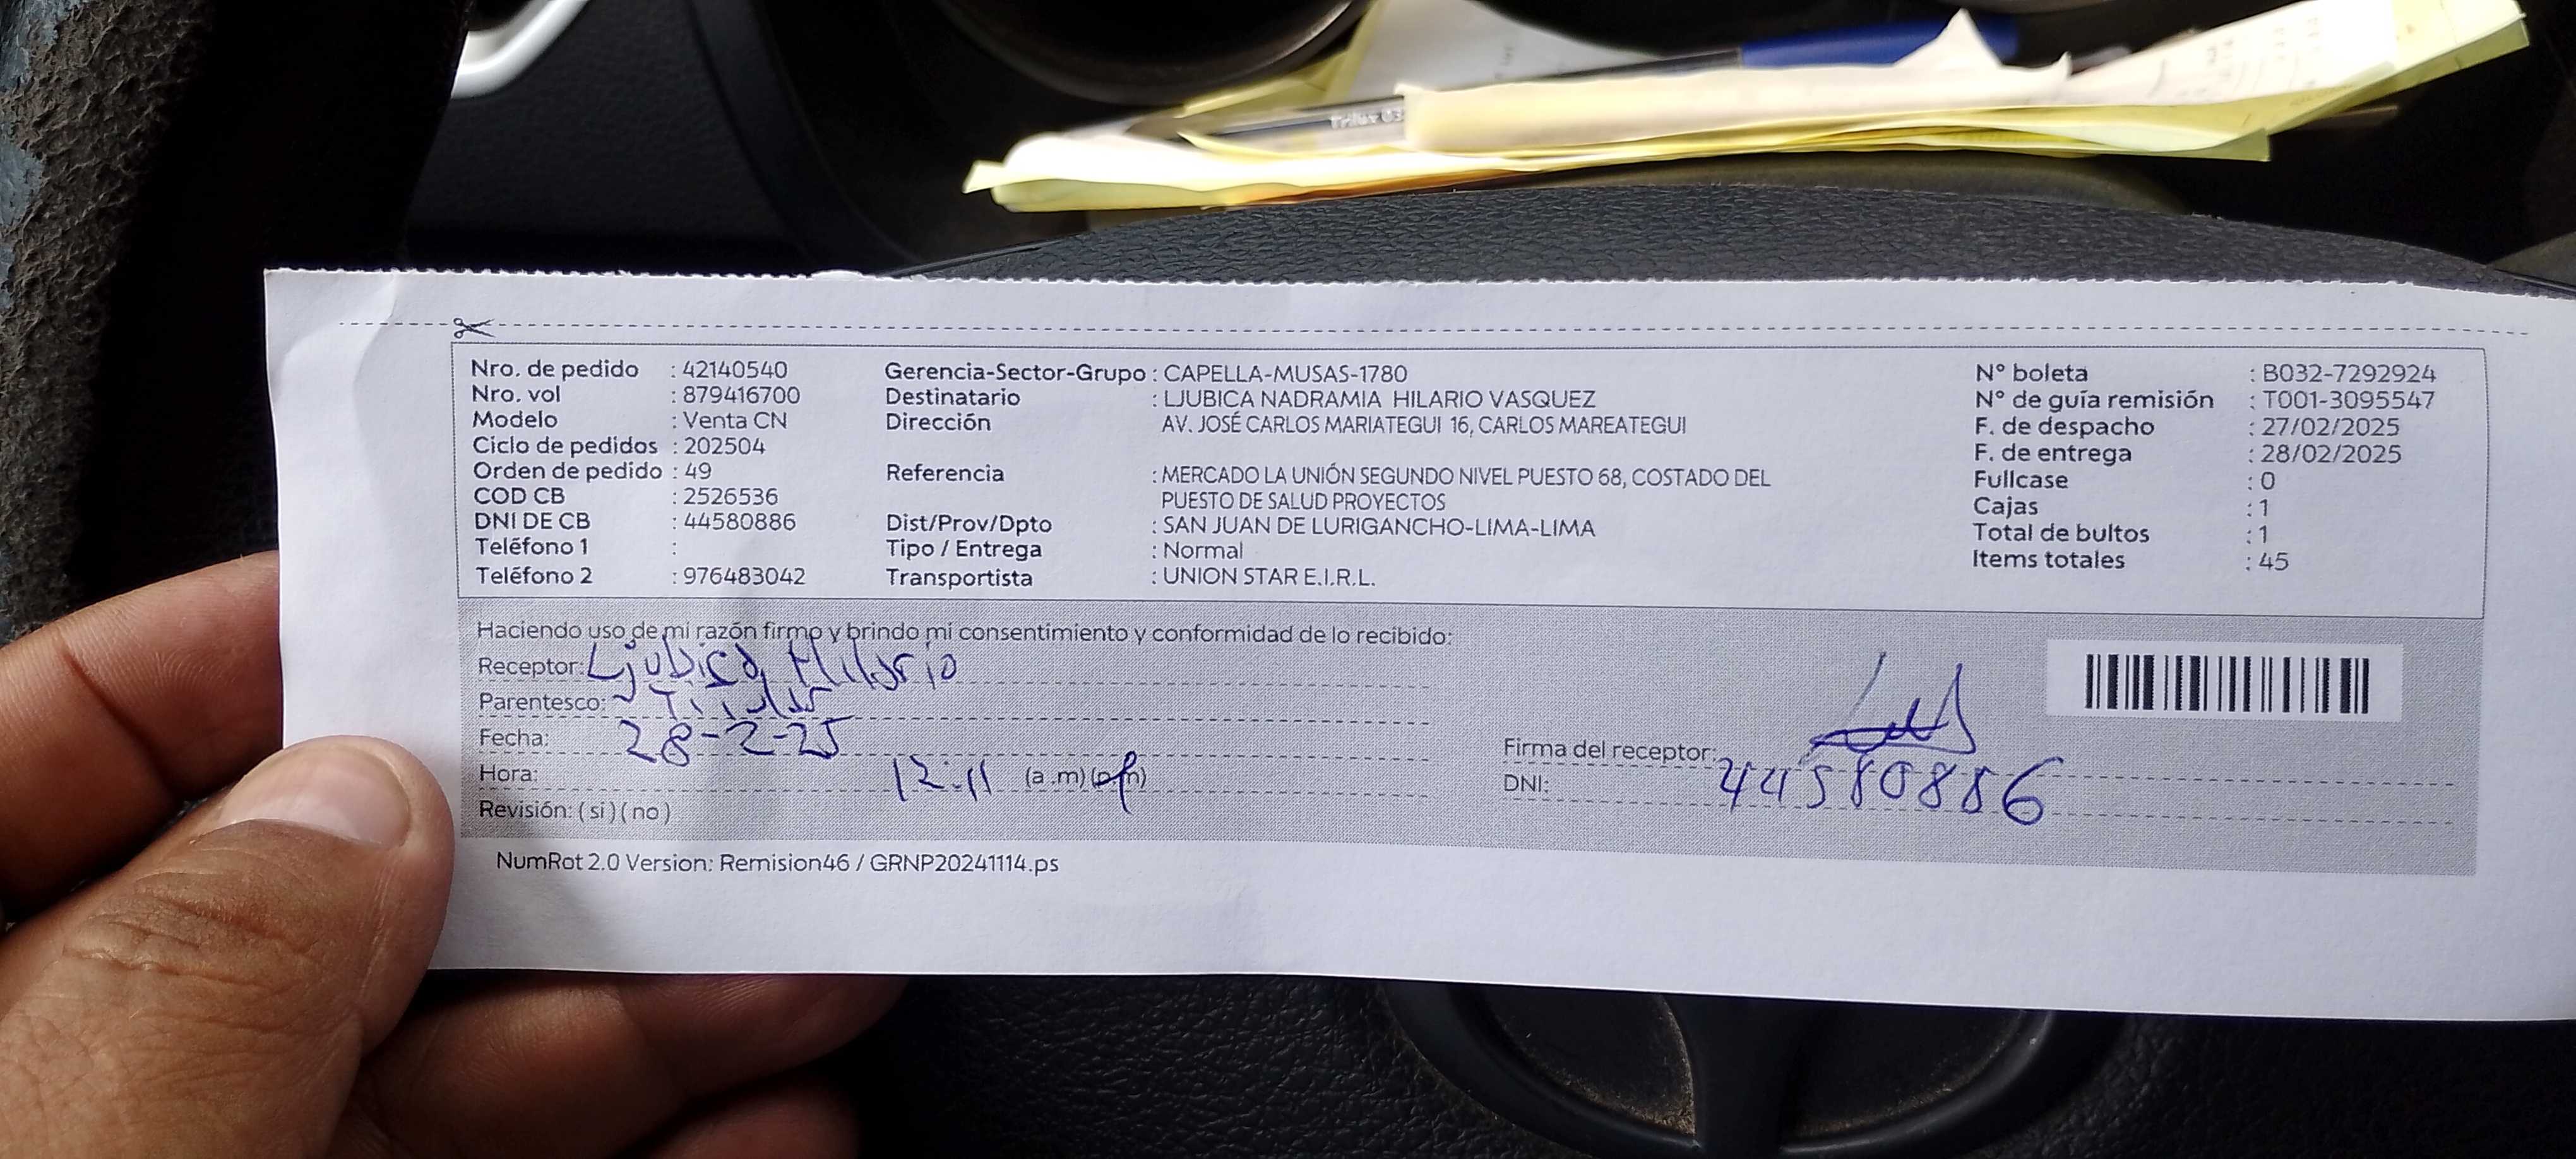 Nro. de pedido : 42140540
Nro. vol : 879416700
Modelo : Venta CN
Ciclo de pedidos : 202504
Orden de pedido : 49
COD CB : 2526536
DNI DE CB : 44580886
Teléfono 1 :
Teléfono 2 : 976483042
Gerencia-Sector-Grupo : CAPELLA-MUSAS-1780
Destinatario : LJUBICA NADRAMIA HILARIO VASQUEZ
Dirección AV. JOSÉ CARLOS MARIATEGUI 16, CARLOS MAREATEGUI
Referencia : MERCADO LA UNIÓN SEGUNDO NIVEL PUESTO 68, COSTADO DEL
PUESTO DE SALUD PROYECTOS
Dist/Prov/Dpto : SAN JUAN DE LURIGANCHO-LIMA-LIMA
Tipo / Entrega : Normal
Transportista : UNION STAR E.I.R.L.
N° boleta : B032-7292924
N° de guía remisión : T001-3095547
F. de despacho : 27/02/2025
F. de entrega : 28/02/2025
Fullcase : 0
Cajas : 1
Total de bultos : 1
Items totales : 45
Haciendo uso de mi razón firmo y brindo mi consentimiento y conformidad de lo recibido:
Receptor: Ljubica Hilario
Parentesco: Titular
Fecha: 28-2-25
Hora: 12:11 (a .m) (p.m)
Revisión: ( si ) ( no )
Firma del receptor:
DNI: 44580886
NumRot 2.0 Version: Remision46 / GRNP20241114.ps